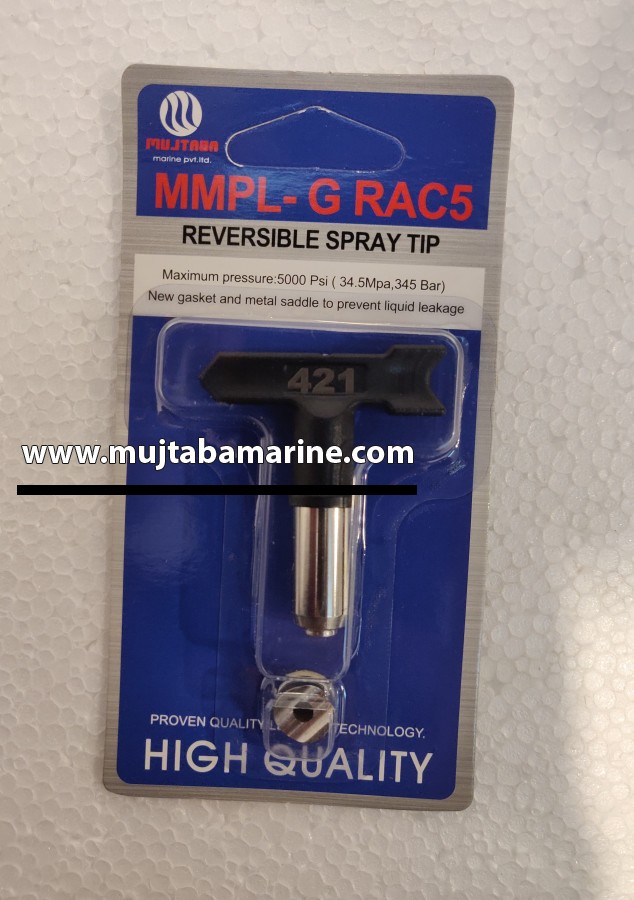 MUJTABA
marine pvt.ltd.
MMPL- G RAC5
REVERSIBLE SPRAY TIP
Maximum pressure:5000 Psi ( 34.5Mpa,345 Bar)
New gasket and metal saddle to prevent liquid leakage
421
www.mujtabamarine.com
PROVEN QUALITY TECHNOLOGY.
HIGH QUALITY